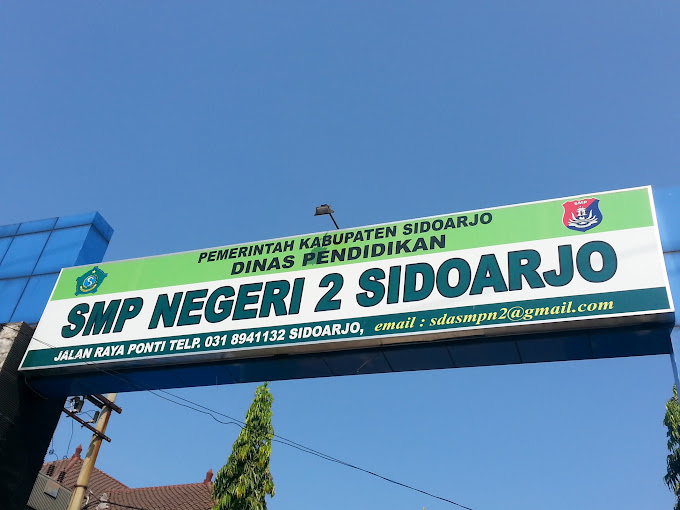 PEMERINTAH KABUPATEN SIDOARJO
DINAS PENDIDIKAN
SMP NEGERI 2 SIDOARJO
JALAN RAYA PONTI TELP. 031 8941132 SIDOARJO, email : sdasmpn2@gmail.com
SMP